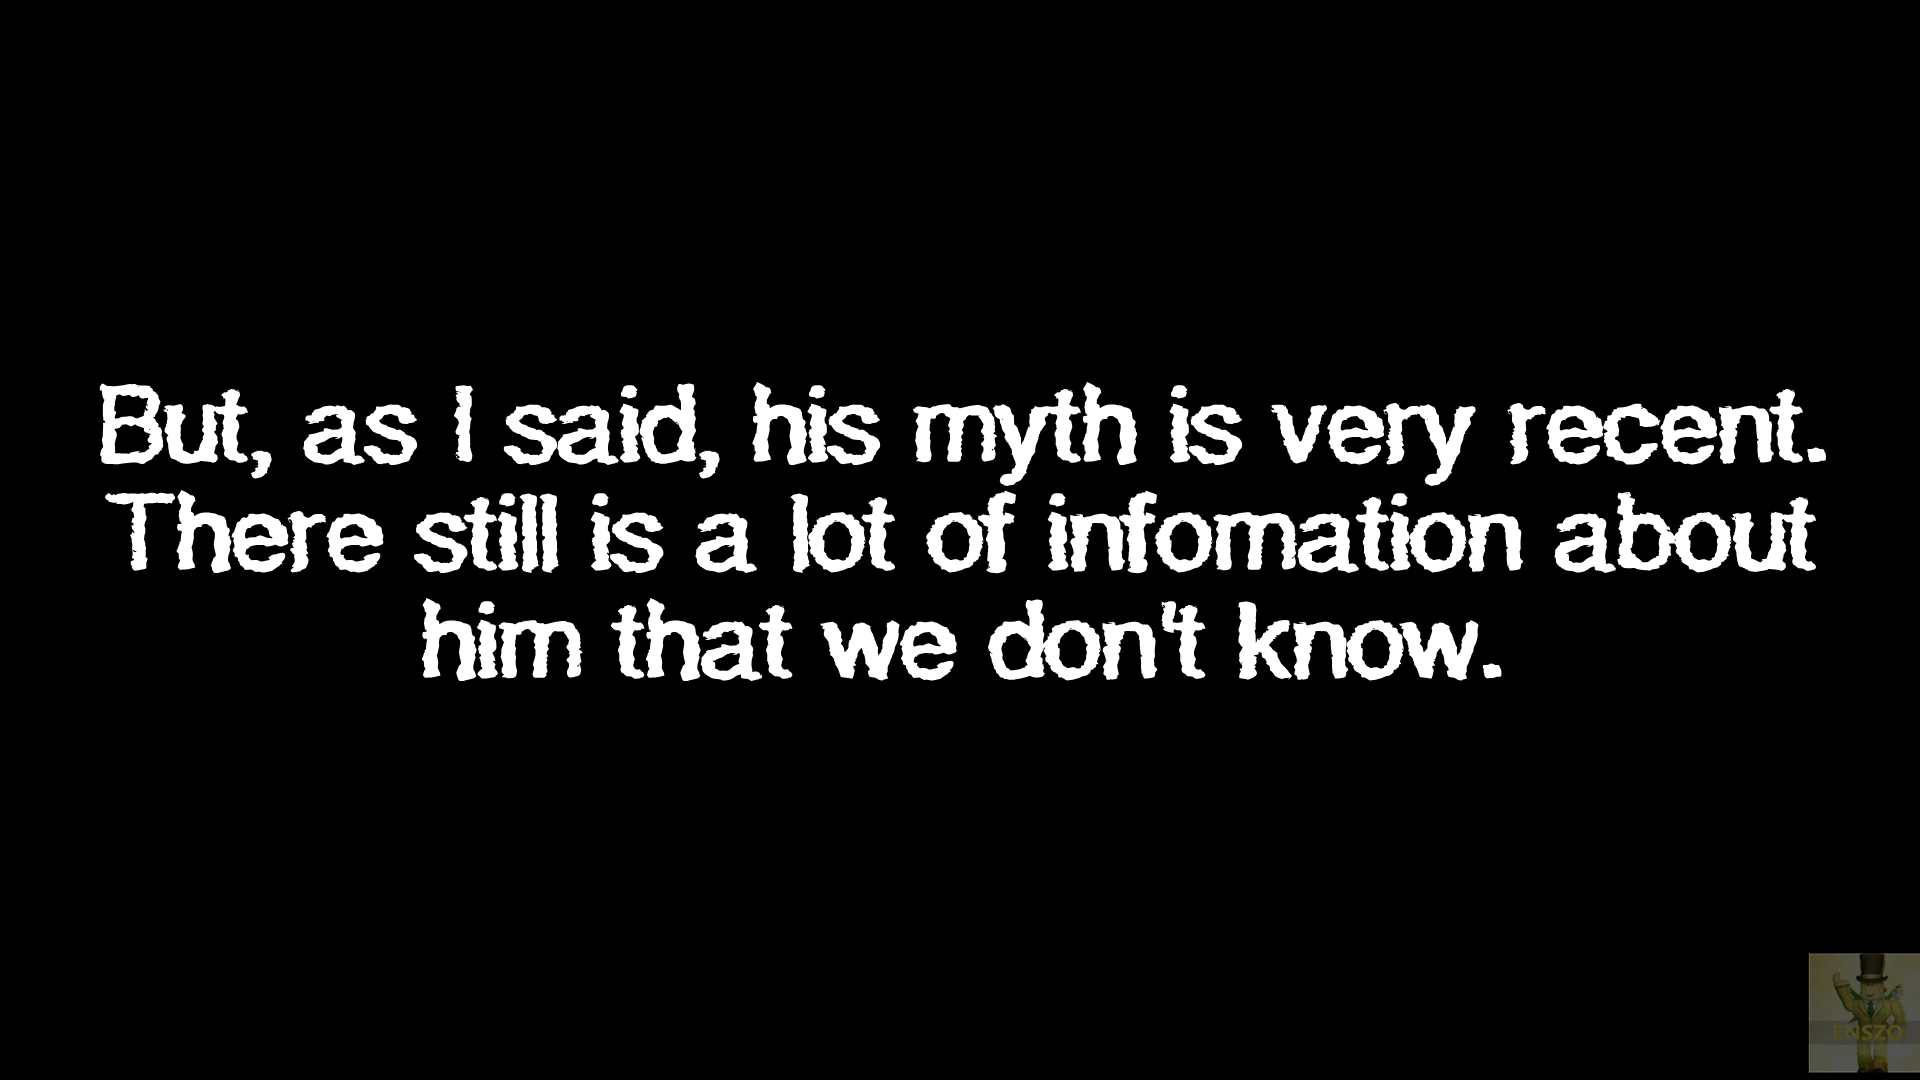 But, as I said, his myth is very recent.
There still is a lot of infomation about
him that we don't know.
ENSZO